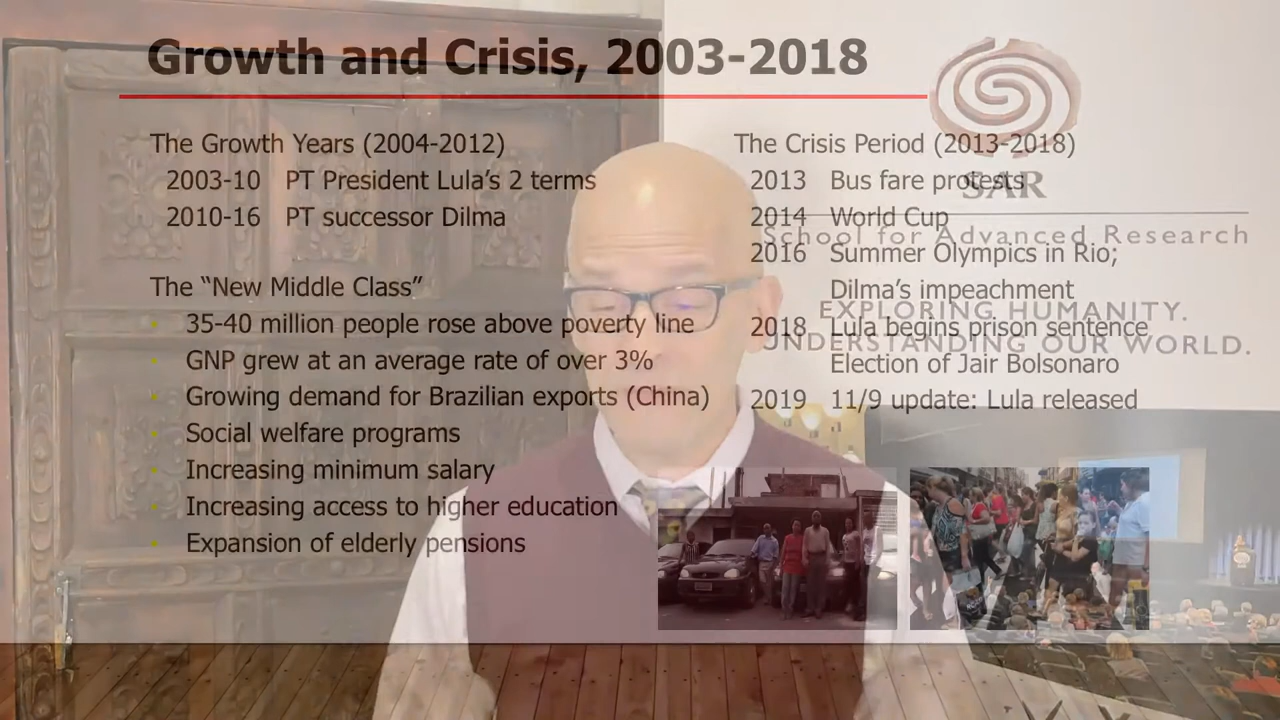 Growth and Crisis, 2003-2018
The Growth Years (2004-2012)
2003-10 PT President Lula's 2 terms
2010-16 PT successor Dilma
The “New Middle Class”
35-40 million people rose above poverty line
GNP grew at an average rate of over 3%
Growing demand for Brazilian exports (China)
Social welfare programs
Increasing minimum salary
Increasing access to higher education
Expansion of elderly pensions
The Crisis Period (2013-2018)
2013 Bus fare protests
2014 World Cup
2016 Summer Olympics in Rio;
Dilma's impeachment
2018 Lula begins prison sentence
Election of Jair Bolsonaro
2019 11/9 update: Lula released
SAR
School for Advanced Research
EXPLORING HUMANITY.
UNDERSTANDING OUR WORLD.